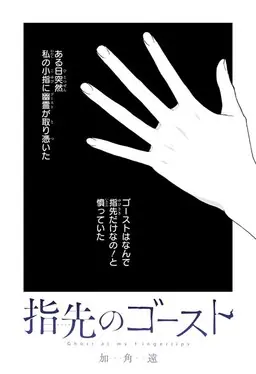 ある日突然
私の小指に幽霊が取り憑いた
ゴーストはなんで
指先だけなの！と
憤っていた
指先のゴースト
Ghost at my Fingertips
加角遠